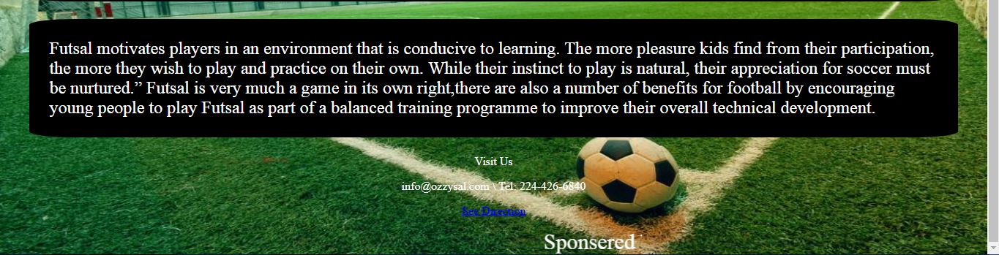 Futsal motivates players in an environment that is conducive to learning. The more pleasure kids find from their participation,
the more they wish to play and practice on their own. While their instinct to play is natural, their appreciation for soccer must
be nurtured.” Futsal is very much a game in its own right,there are also a number of benefits for football by encouraging
young people to play Futsal as part of a balanced training programme to improve their overall technical development.
Visit Us
info@ozzysal.com \ Tel: 224-426-6840
See Direction
Sponsered